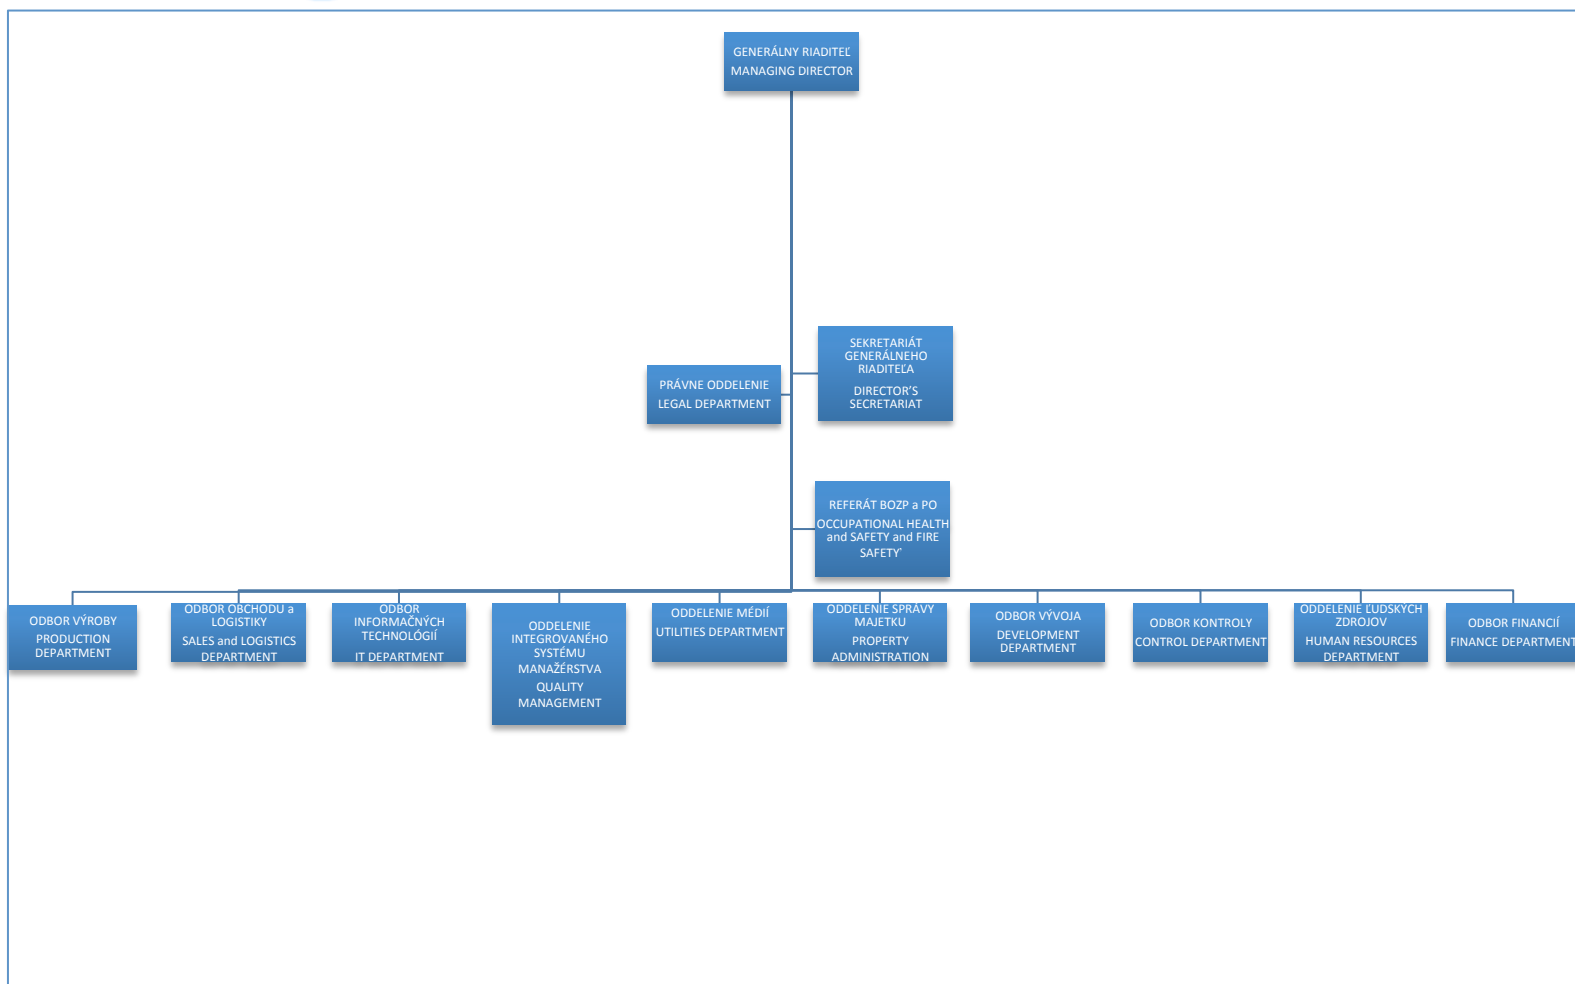 GENERÁLNY RIADITEĽ
MANAGING DIRECTOR
SEKRETARIÁT
GENERÁLNEHO
RIADITEĽA
DIRECTOR'S
SECRETARIAT
PRÁVNE ODDELENIE
LEGAL DEPARTMENT
REFERÁT BOZP a PO
OCCUPATIONAL HEALTH
and SAFETY and FIRE
SAFETY'
ODBOR VÝROBY
PRODUCTION
DEPARTMENT
ODBOR OBCHODU a
LOGISTIKY
SALES and LOGISTICS
DEPARTMENT
ODBOR
INFORMAČNÝCH
TECHNOLÓGIÍ
IT DEPARTMENT
ODDELENIE
INTEGROVANÉHO
SYSTÉMU
MANAŽÉRSTVA
QUALITY
MANAGEMENT
ODDELENIE MÉDIÍ
UTILITIES DEPARTMENT
ODDELENIE SPRÁVY
MAJETKU
PROPERTY
ADMINISTRATION
ODBOR VÝVOJA
DEVELOPMENT
DEPARTMENT
ODBOR KONTROLY
CONTROL DEPARTMENT
ODDELENIE ĽUDSKÝCH
ZDROJOV
HUMAN RESOURCES
DEPARTMENT
ODBOR FINANCIÍ
FINANCE DEPARTMENT